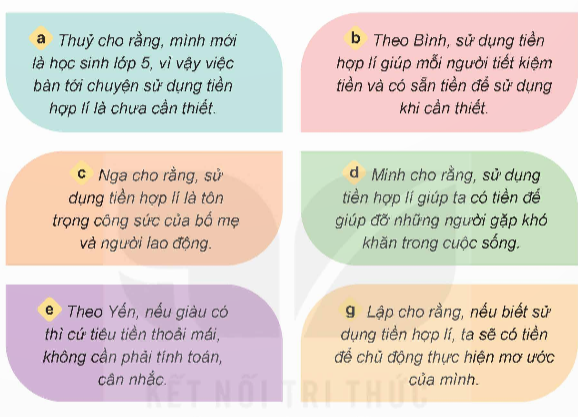 a Thuỷ cho rằng, mình mới
là học sinh lớp 5, vì vậy việc
bàn tới chuyện sử dụng tiền
hợp lí là chưa cần thiết.
b Theo Bình, sử dụng tiền
hợp lí giúp mỗi người tiết kiệm
tiền và có sẵn tiền để sử dụng
khi cần thiết.
c Nga cho rằng, sử
dụng tiền hợp lí là tôn
trọng công sức của bố mẹ
và người lao động.
d Minh cho rằng, sử dụng
tiền hợp lí giúp ta có tiền để
giúp đỡ những người gặp khó
khăn trong cuộc sống.
e Theo Yến, nếu giàu có
thì cứ tiêu tiền thoải mái,
không cần phải tính toán,
cân nhắc.
g Lập cho rằng, nếu biết sử
dụng tiền hợp lí, ta sẽ có tiền
để chủ động thực hiện mơ ước
của mình.
KẾT NỐI TRI THỨC